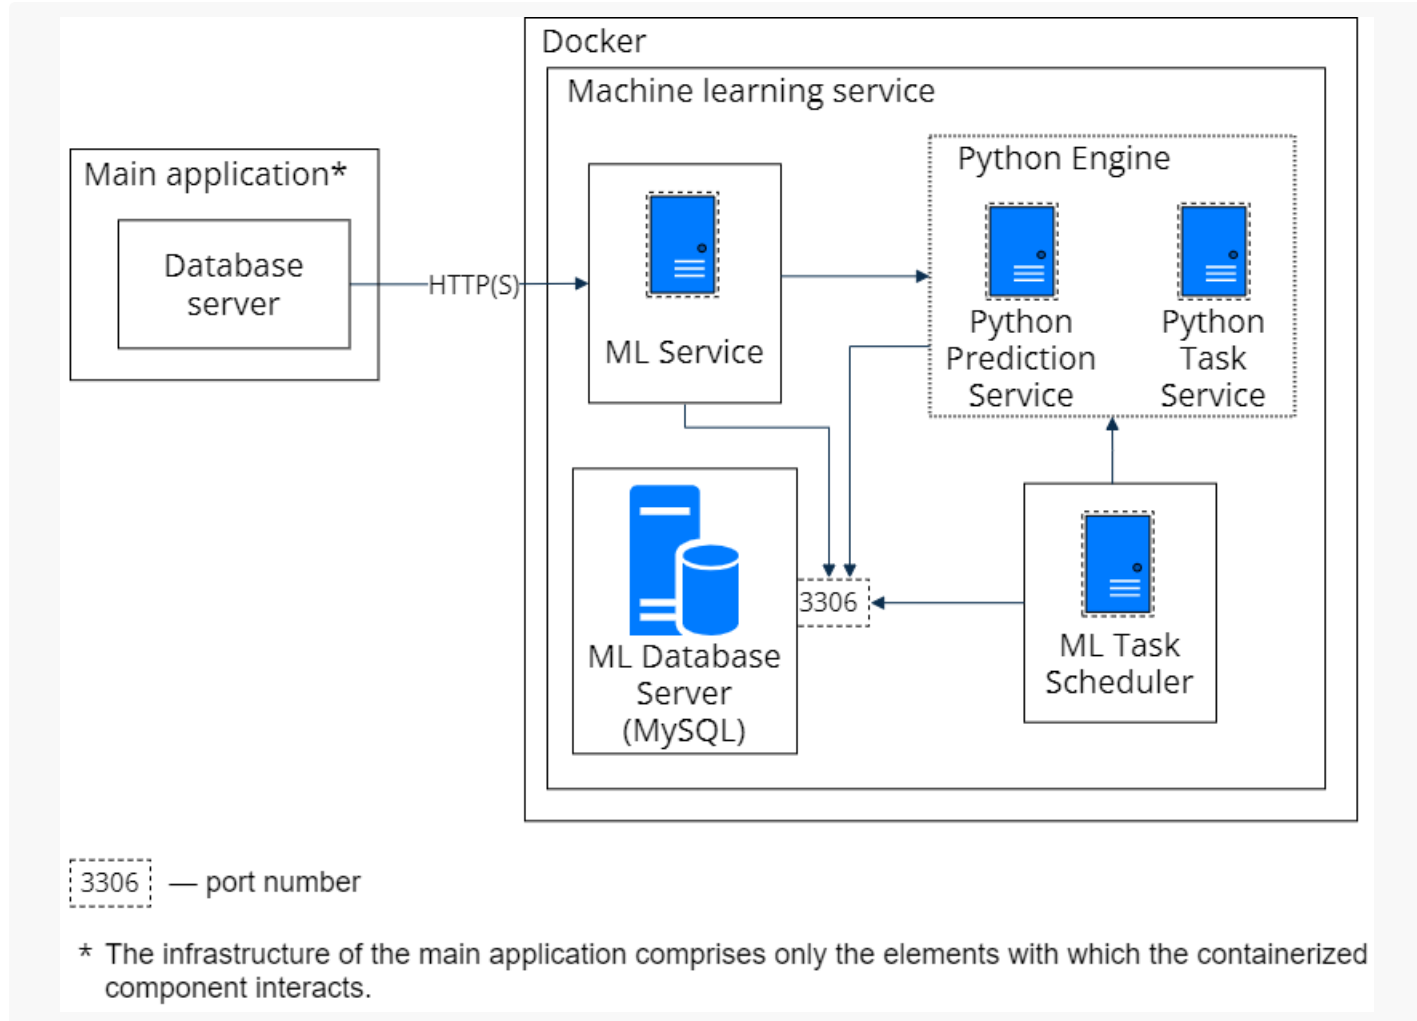 Docker
Machine learning service
Main application*
Database
server
HTTP(S)
ML Service
Python Engine
Python
Prediction
Service
Python
Task
Service
ML Database
Server
(MySQL)
3306
ML Task
Scheduler
3306 — port number
* The infrastructure of the main application comprises only the elements with which the containerized
component interacts.